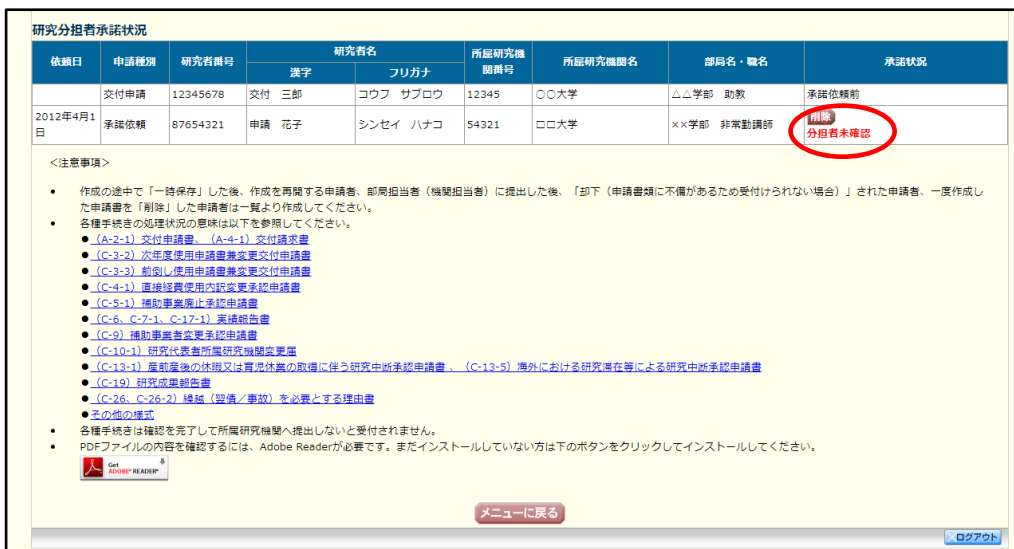 研究分担者承諾状況
依頼日 申請種別 研究者番号 研究者名 所属研究機関番号 所属研究機関名 部局名・職名 承諾状況
漢字 フリガナ
交付申請 12345678 交付 三郎 コウフ サブロウ 12345 ○○大学 △△学部 助教 承諾依頼前
2012年4月1日 承諾依頼 87654321 申請 花子 シンセイ ハナコ 54321 □□大学 ××学部 非常勤講師 削除
分担者未確認
<注意事項>
• 作成の途中で「一時保存」した後、作成を再開する申請者、部局担当者（機関担当者）に提出した後、「却下（申請書類に不備があるため受付けられない場合）」された申請者、一度作成し
た申請書を「削除」した申請者は一覧より作成してください。
• 各種手続きの処理状況の意味は以下を参照してください。
●（A-2-1）交付申請書、（A-4-1）交付請求書
●（C-3-2）次年度使用申請書兼変更交付申請書
●（C-3-3）前倒し使用申請書兼変更交付申請書
●（C-4-1）直接経費使用内訳変更承認申請書
●（C-5-1）補助事業廃止承認申請書
●（C-6、C-7-1、C-17-1）実績報告書
●（C-9）補助事業者変更承認申請書
●（C-10-1）研究代表者所属研究機関変更届
●（C-13-1）産前産後の休暇又は育児休業の取得に伴う研究中断承認申請書 、（C-13-5）海外における研究滞在等による研究中断承認申請書
●（C-19）研究成果報告書
●（C-26、C-26-2）繰越（翌債／事故）を必要とする理由書
●その他の様式
• 各種手続きは確認を完了して所属研究機関へ提出しないと受付されません。
• PDFファイルの内容を確認するには、Adobe Readerが必要です。まだインストールしていない方は下のボタンをクリックしてインストールしてください。
Get
ADOBE® READER®
メニューに戻る
ログアウト